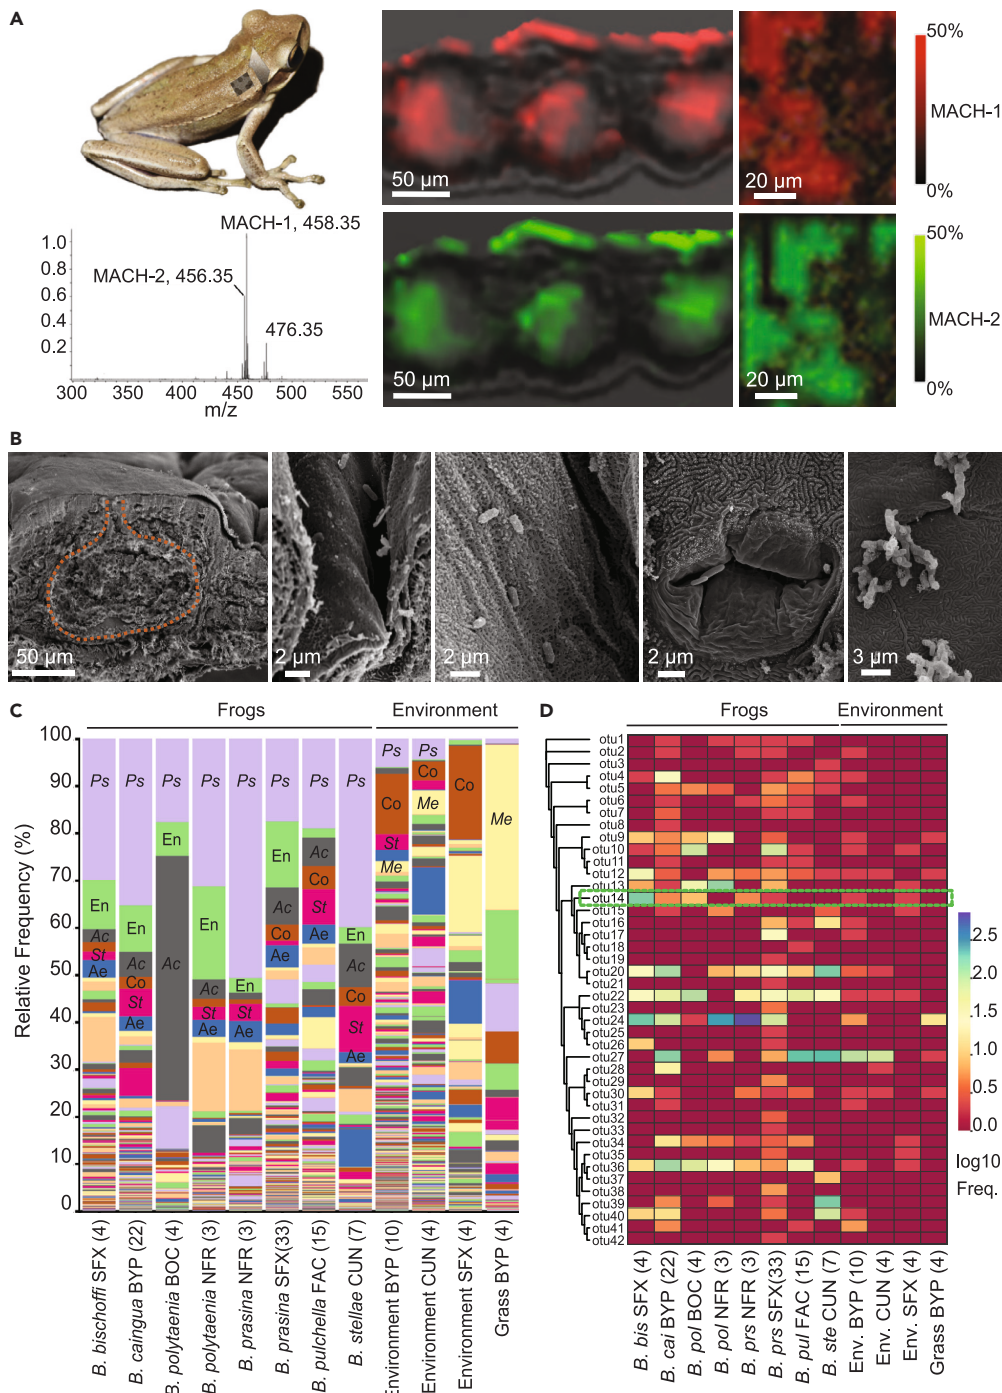 A
MACH-1, 458.35
MACH-2, 456.35
476.35
1.0
0.8
0.6
0.4
0.2
300 350 400 450 500 550
m/z
50 µm
20 µm
50%
MACH-1
0%
50 µm
20 µm
50%
MACH-2
0%
B
50 µm
2 µm
2 µm
2 µm
3 µm
C
Frogs
Environment
Relative Frequency (%)
100
90
80
70
60
50
40
30
20
10
0
Ps
En
Ac
St
Ae
Ps
En
Ac
Co
St
Ae
Ps
En
Ac
Ps
En
Ac
St
Ae
Ps
En
St
Ae
Ps
En
Ac
Co
Ae
Ps
Ac
Co
St
Ae
Ps
En
Ac
Co
St
Ae
Ps
Co
St
Me
Ps
Co
Me
Co
Me
B. bischoffi SFX (4)
B. caingua BYP (22)
B. polytaenia BOC (4)
B. polytaenia NFR (3)
B. prasina NFR (3)
B. prasina SFX(33)
B. pulchella FAC (15)
B. stellae CUN (7)
Environment BYP (10)
Environment CUN (4)
Environment SFX (4)
Grass BYP (4)
D
Frogs
Environment
otu1
otu2
otu3
otu4
otu5
otu6
otu7
otu8
otu9
otu10
otu11
otu12
otu13
otu14
otu15
otu16
otu17
otu18
otu19
otu20
otu21
otu22
otu23
otu24
otu25
otu26
otu27
otu28
otu29
otu30
otu31
otu32
otu33
otu34
otu35
otu36
otu37
otu38
otu39
otu40
otu41
otu42
2.5
2.0
1.5
1.0
0.5
0.0
log10
Freq.
B. bis SFX (4)
B. cai BYP (22)
B. pol BOC (4)
B. pol NFR (3)
B. prs NFR (3)
B. prs SFX(33)
B. pul FAC (15)
B. ste CUN (7)
Env. BYP (10)
Env. CUN (4)
Env. SFX (4)
Grass BYP (4)